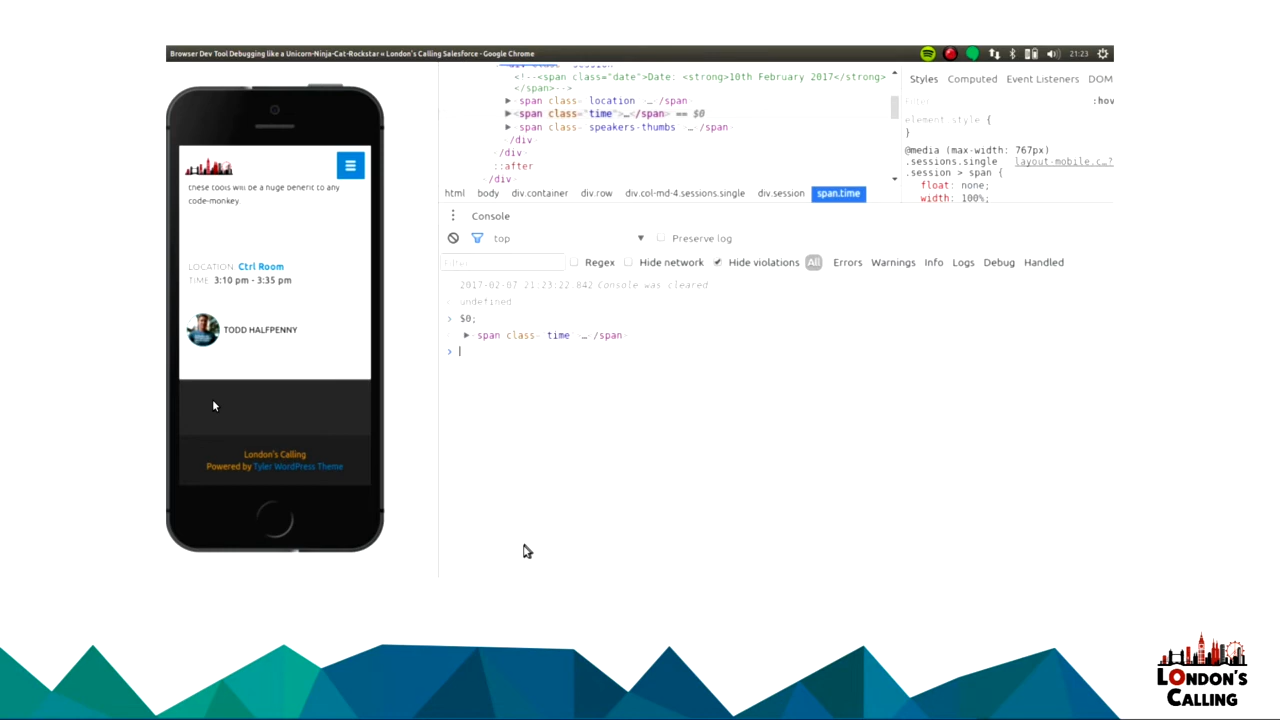 Browser Dev Tool Debugging like a Unicorn-Ninja-Cat-Rockstar « London's Calling Salesforce - Google Chrome
21:23
these tools will be a huge benefit to any
code-monkey.
LOCATION Ctrl Room
TIME 3:10 pm - 3:35 pm
TODD HALFPENNY
London's Calling
Powered by Tyler WordPress Theme
<!--<span class="date">Date: <strong>10th February 2017</strong>
</span>-->
span class= location … /span
<span class="time">…</span> == $0
span class= speakers-thumbs … /span
/div
/div
::after
/div
html body div.container div.row div.col-md-4.sessions.single div.session span.time
Styles Computed Event Listeners DOM
Filter :hov
element style {
}
@media (max-width: 767px)
.sessions.single layout-mobile.c…?
.session > span {
float: none;
width: 100%;
Console
top Preserve log
Filter Regex Hide network Hide violations All Errors Warnings Info Logs Debug Handled
2017-02-07 21:23:22.842 Console was cleared
undefined
> $0;
span class= time … /span
>
LONDON'S
CALLING